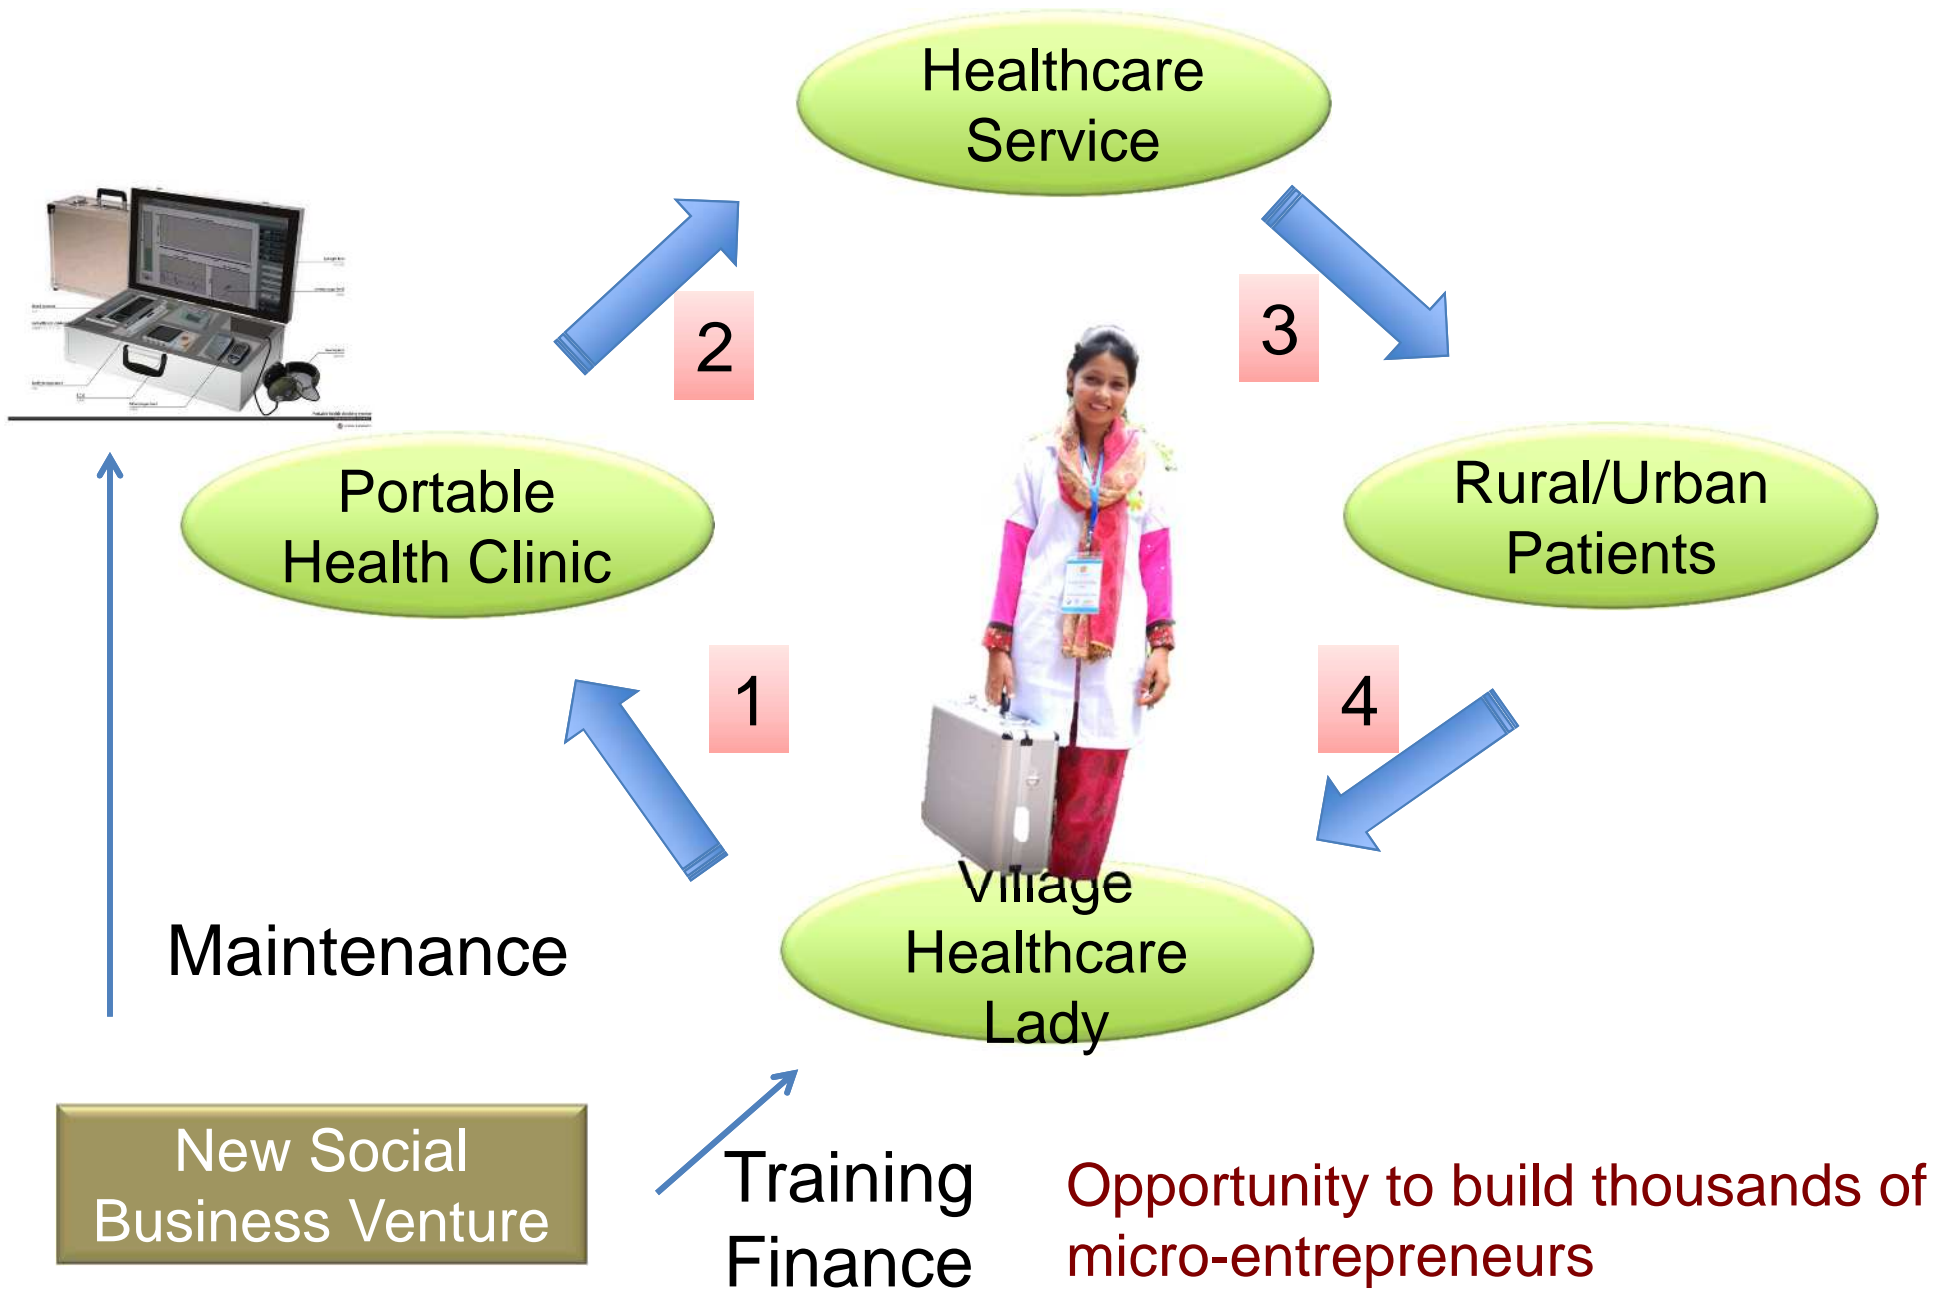 Healthcare
Service
2
3
Portable
Health Clinic
Rural/Urban
Patients
1
4
Village
Healthcare
Lady
Maintenance
New Social
Business Venture
Training
Finance
Opportunity to build thousands of
micro-entrepreneurs